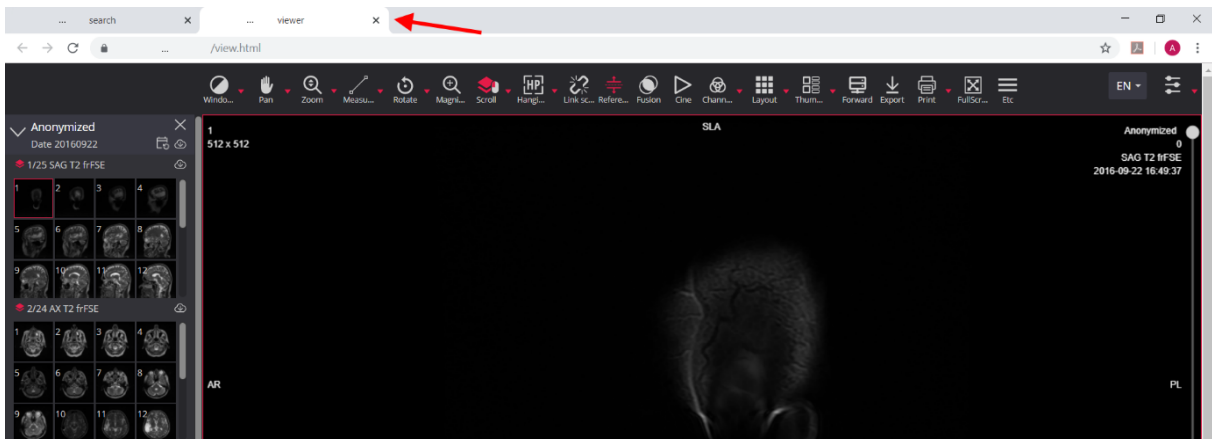 ... search
... viewer
... /view.html
A
Windo... Pan Zoom Measu... Rotate Magni... Scroll HP Hangi... Link sc... Refere... Fusion Cine Chann... Layout Thum... Forward Export Print FullScr... Etc
EN
Anonymized
Date 20160922
1/25 SAG T2 frFSE
1 2 3 4
5 6 7 8
9 10 11 12
2/24 AX T2 frFSE
1 2 3 4
5 6 7 8
9 10 11 12
1
512 x 512
SLA
Anonymized
0
SAG T2 frFSE
2016-09-22 16:49:37
AR
PL